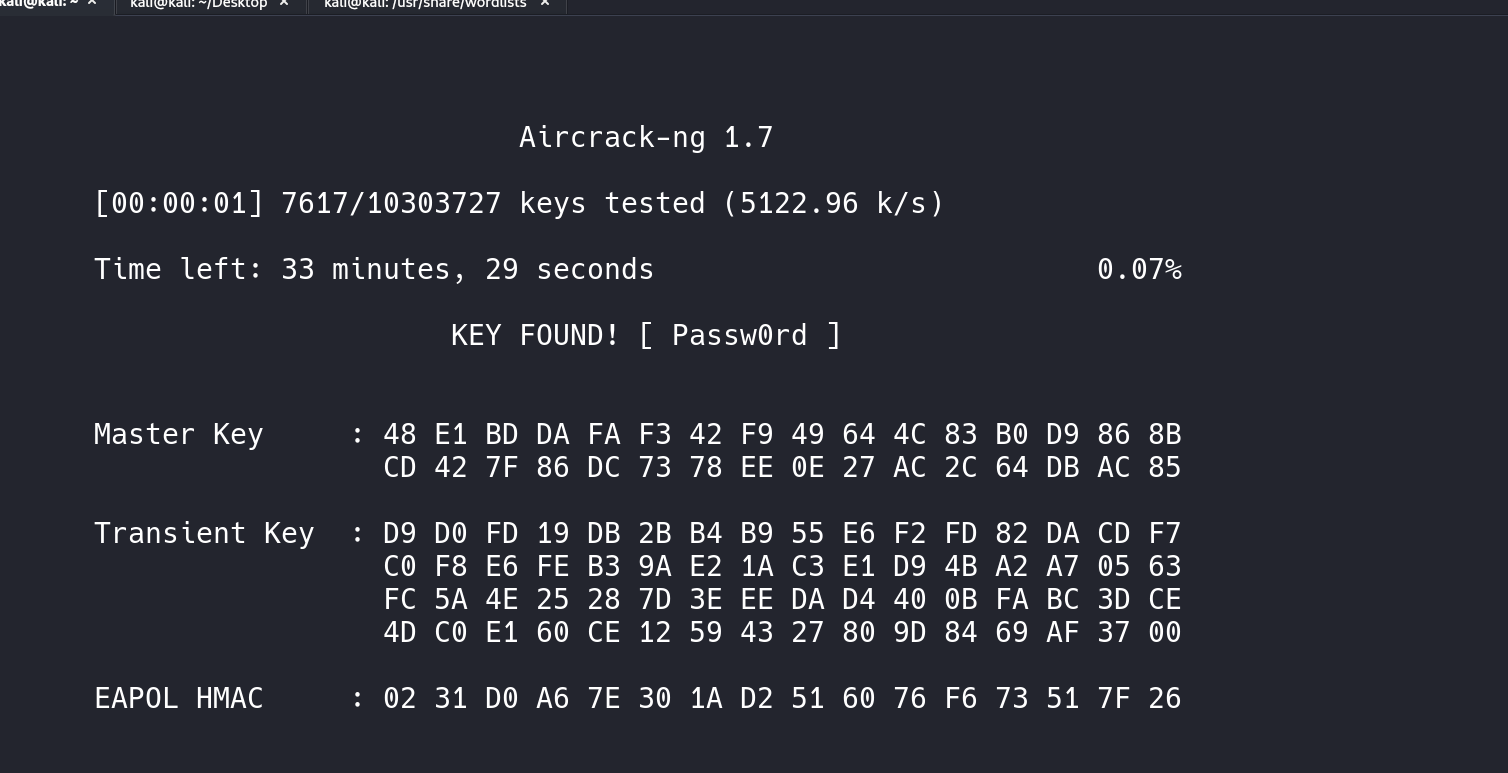 kali@kali: ~ × kali@kali: ~/Desktop × kali@kali: /usr/share/wordlists ×
Aircrack-ng 1.7
[00:00:01] 7617/10303727 keys tested (5122.96 k/s)
Time left: 33 minutes, 29 seconds 0.07%
KEY FOUND! [ Passw0rd ]
Master Key : 48 E1 BD DA FA F3 42 F9 49 64 4C 83 B0 D9 86 8B
CD 42 7F 86 DC 73 78 EE 0E 27 AC 2C 64 DB AC 85
Transient Key : D9 D0 FD 19 DB 2B B4 B9 55 E6 F2 FD 82 DA CD F7
C0 F8 E6 FE B3 9A E2 1A C3 E1 D9 4B A2 A7 05 63
FC 5A 4E 25 28 7D 3E EE DA D4 40 0B FA BC 3D CE
4D C0 E1 60 CE 12 59 43 27 80 9D 84 69 AF 37 00
EAPOL HMAC : 02 31 D0 A6 7E 30 1A D2 51 60 76 F6 73 51 7F 26